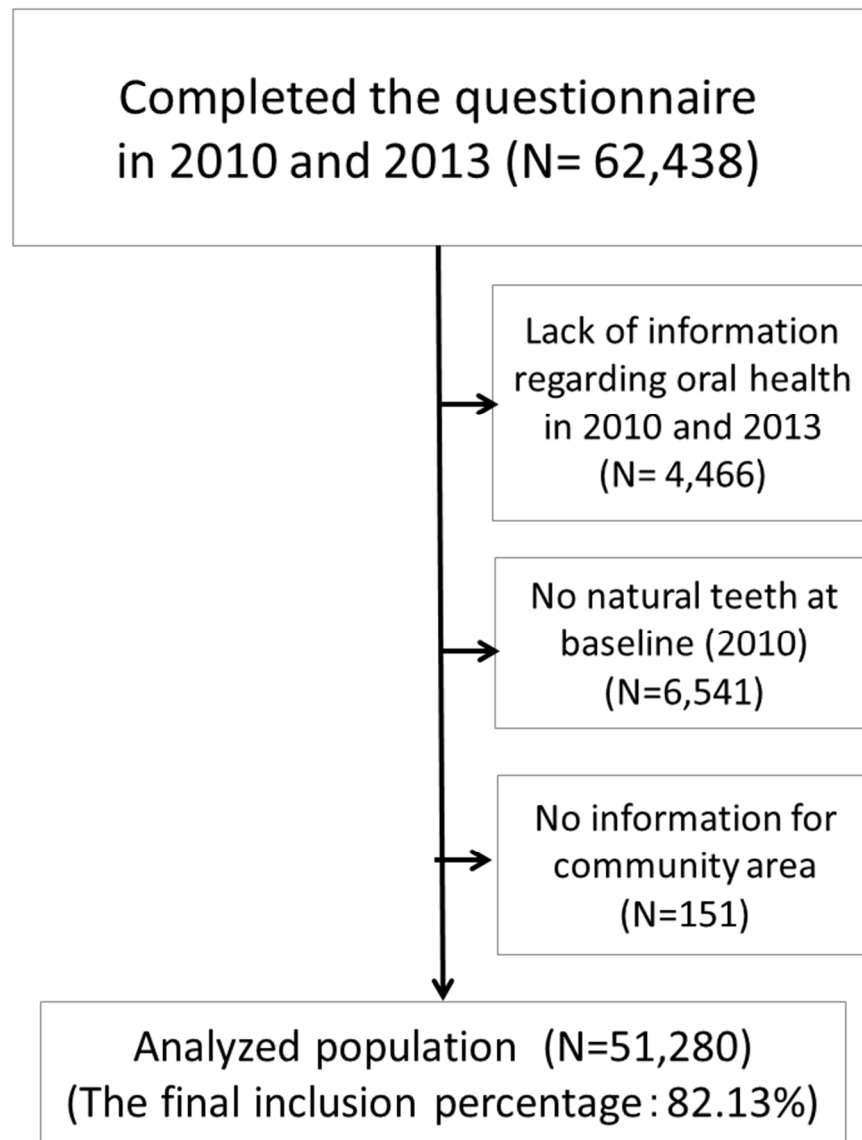 Completed the questionnaire
in 2010 and 2013 (N= 62,438)
Lack of information
regarding oral health
in 2010 and 2013
(N= 4,466)
No natural teeth at
baseline (2010)
(N=6,541)
No information for
community area
(N=151)
Analyzed population (N=51,280)
(The final inclusion percentage: 82.13%)